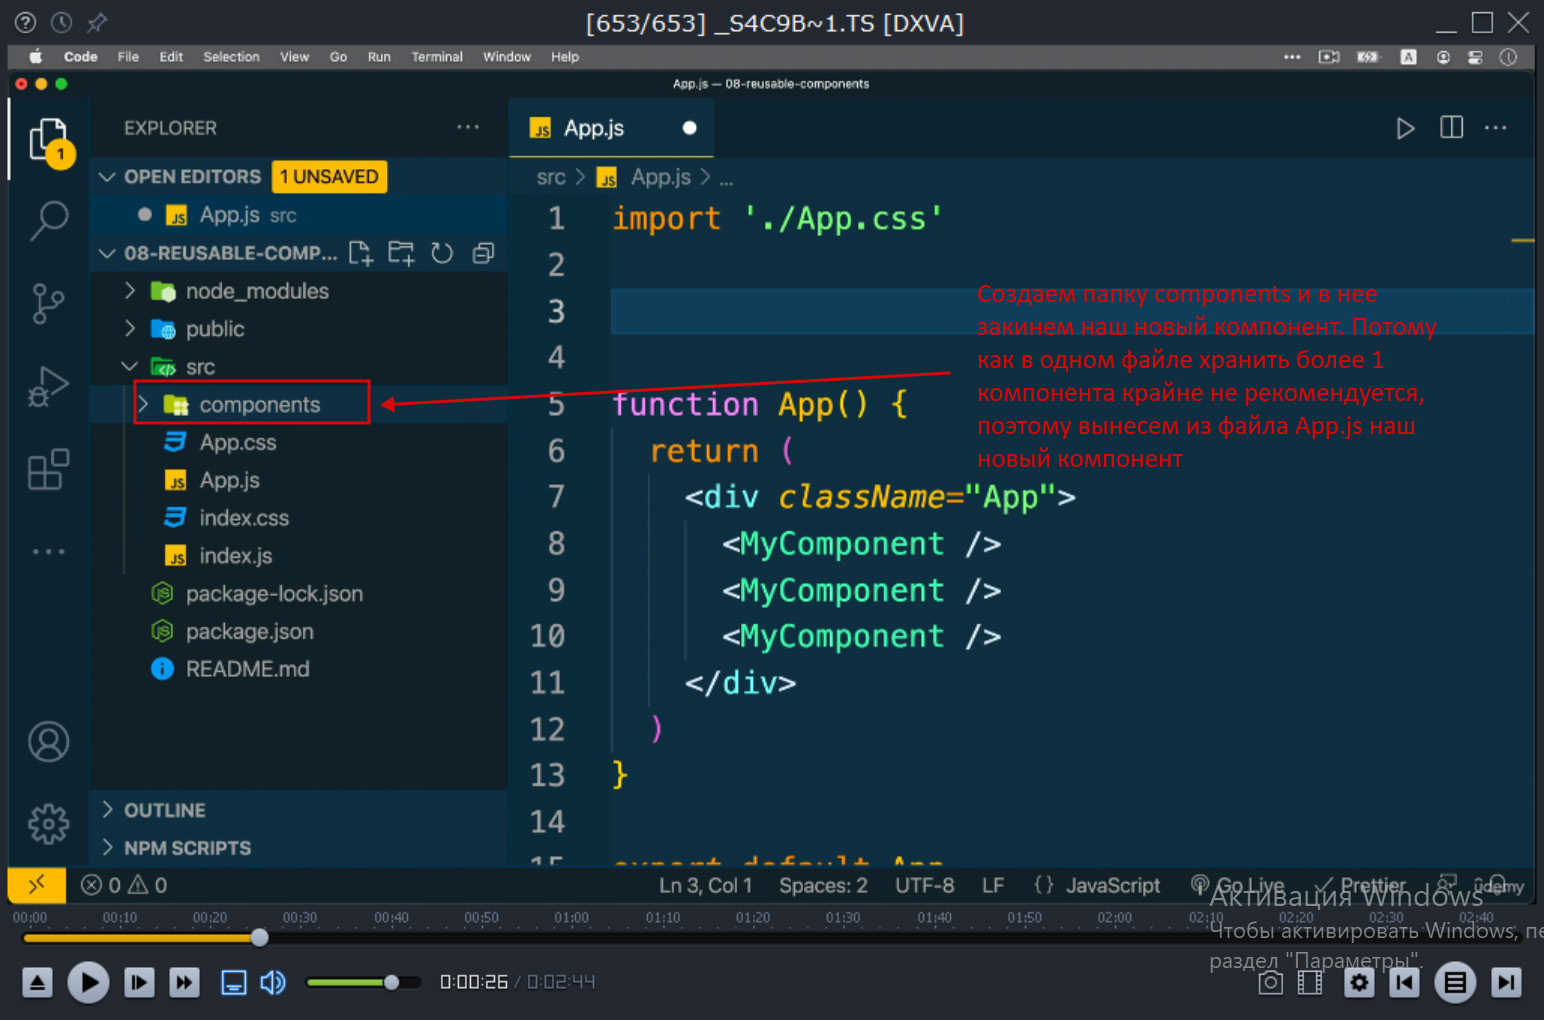 [653/653] _S4C9B~1.TS [DXVA]
Code File Edit Selection View Go Run Terminal Window Help
App.js — 08-reusable-components
EXPLORER
1
OPEN EDITORS 1 UNSAVED
App.js src
08-REUSABLE-COMP...
node_modules
public
src
components
App.css
App.js
index.css
index.js
package-lock.json
package.json
README.md
OUTLINE
NPM SCRIPTS
App.js
src > App.js > ...
1 import './App.css'
2
3
4
5 function App() {
6 return (
7 <div className="App">
8 <MyComponent />
9 <MyComponent />
10 <MyComponent />
11 </div>
12 )
13 }
14
15 export default App
Создаем папку components и в нее
закинем наш новый компонент. Потому
как в одном файле хранить более 1
компонента крайне не рекомендуется,
поэтому вынесем из файла App.js наш
новый компонент
0 0 Ln 3, Col 1 Spaces: 2 UTF-8 LF {} JavaScript Go Live Prettier
ûdemy
Активация Windows
Чтобы активировать Windows, пе
раздел "Параметры".
00:00 00:10 00:20 00:30 00:40 00:50 01:00 01:10 01:20 01:30 01:40 01:50 02:00 02:10 02:20 02:30 02:40
0:00:26 / 0:02:44